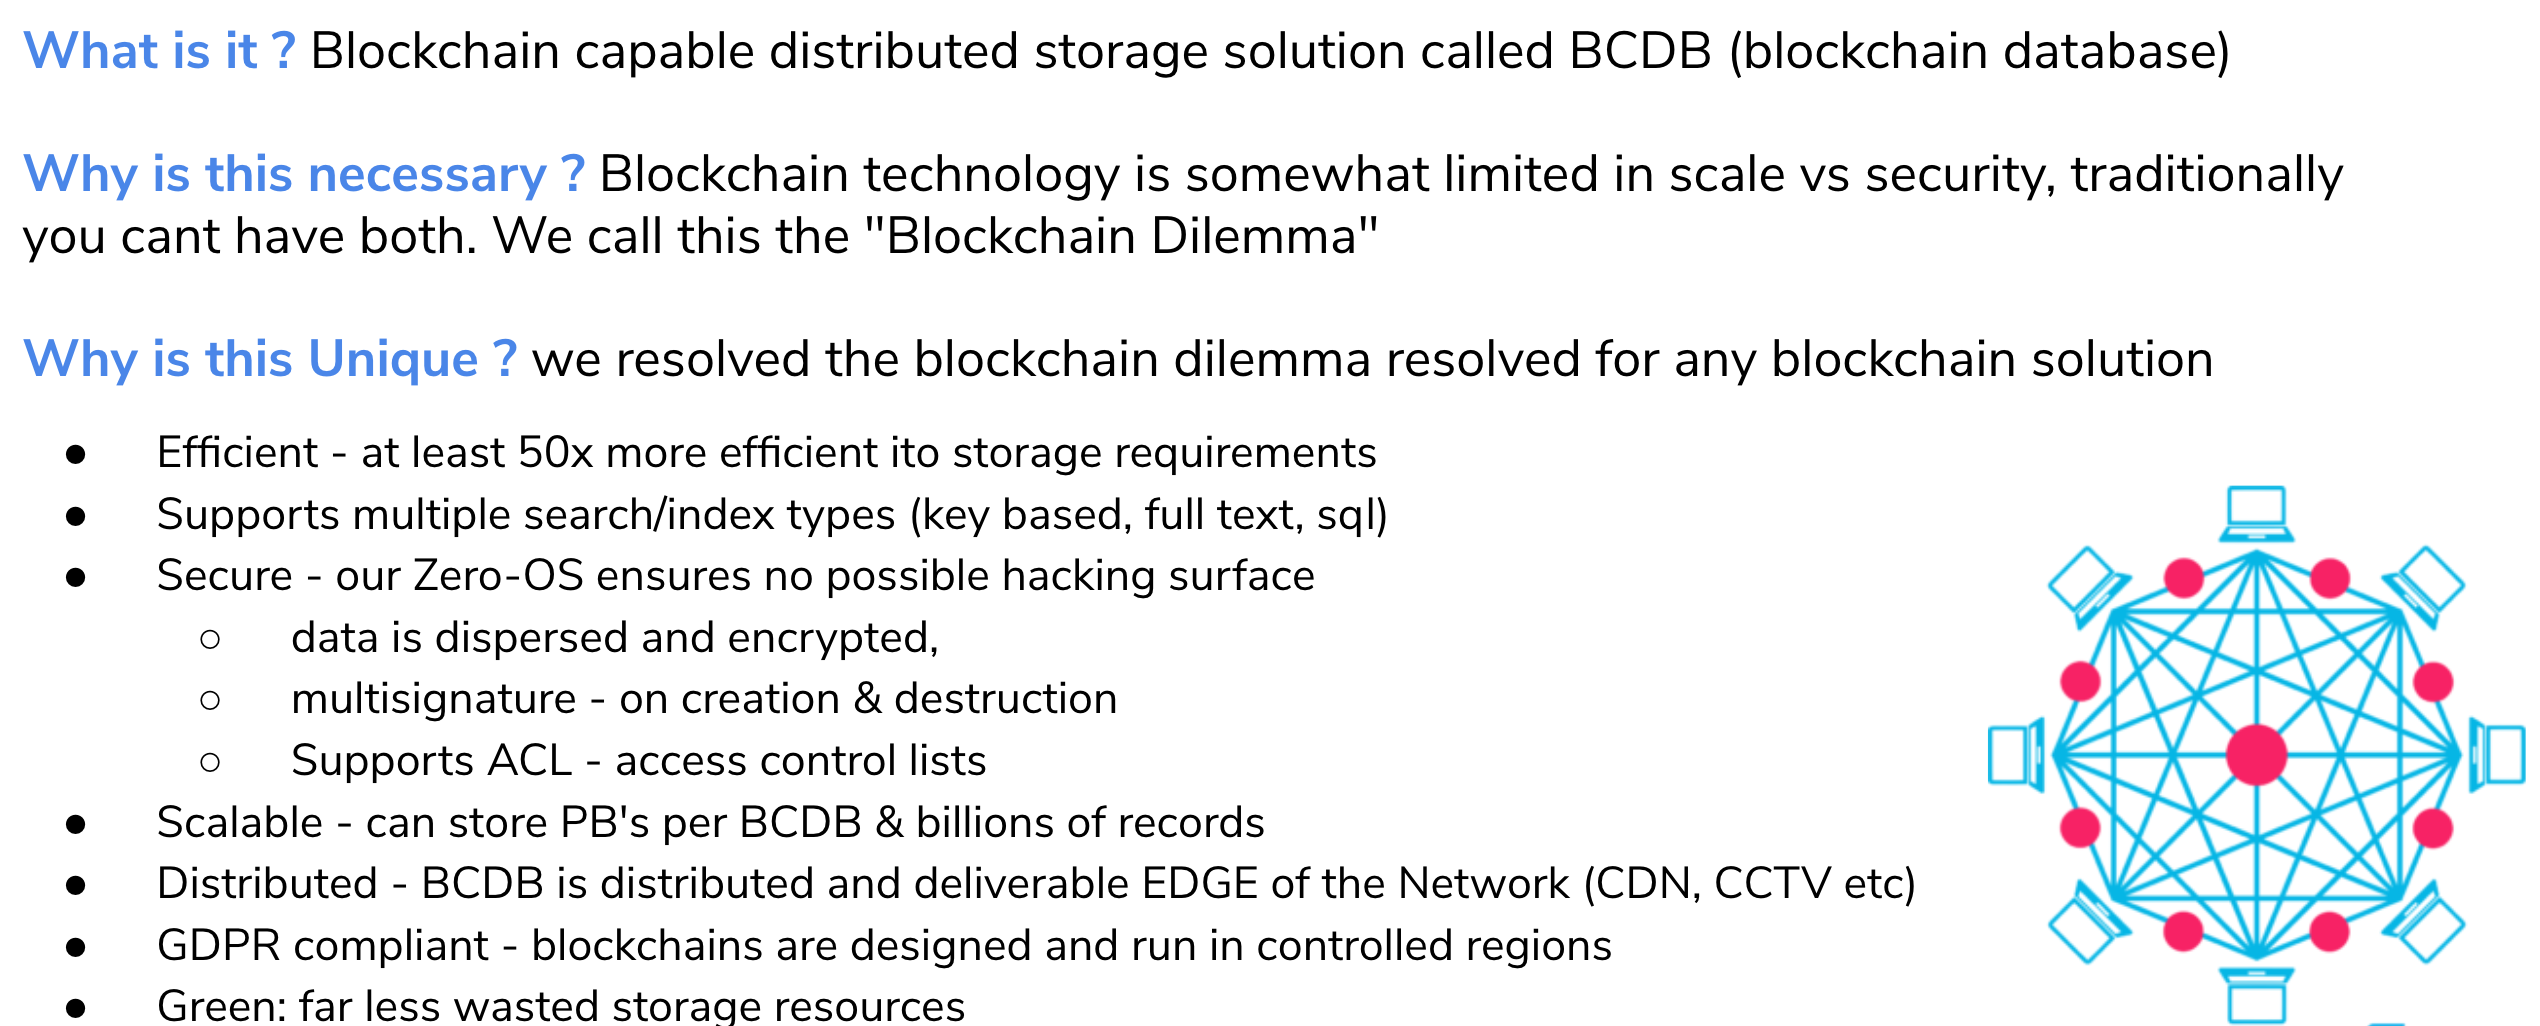 What is it ? Blockchain capable distributed storage solution called BCDB (blockchain database)
Why is this necessary ? Blockchain technology is somewhat limited in scale vs security, traditionally
you cant have both. We call this the "Blockchain Dilemma"
Why is this Unique ? we resolved the blockchain dilemma resolved for any blockchain solution
● Efficient - at least 50x more efficient ito storage requirements
● Supports multiple search/index types (key based, full text, sql)
● Secure - our Zero-OS ensures no possible hacking surface
○ data is dispersed and encrypted,
○ multisignature - on creation & destruction
○ Supports ACL - access control lists
● Scalable - can store PB's per BCDB & billions of records
● Distributed - BCDB is distributed and deliverable EDGE of the Network (CDN, CCTV etc)
● GDPR compliant - blockchains are designed and run in controlled regions
● Green: far less wasted storage resources